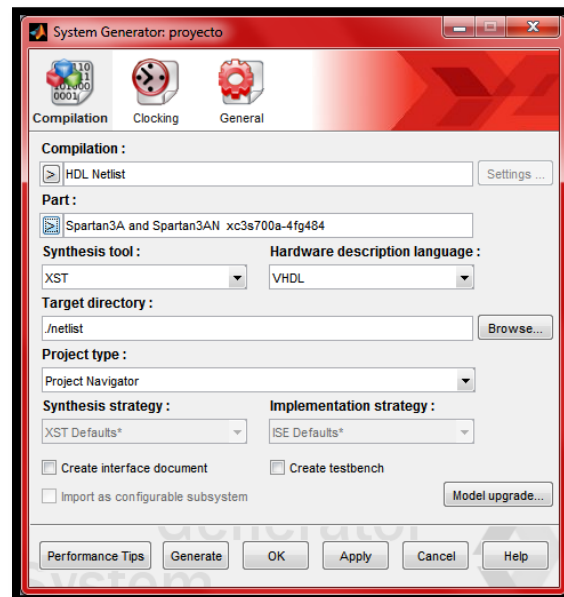 System Generator: proyecto
Compilation Clocking General
Compilation :
> HDL Netlist Settings ...
Part :
> Spartan3A and Spartan3AN xc3s700a-4fg484
Synthesis tool : Hardware description language :
XST VHDL
Target directory :
./netlist Browse...
Project type :
Project Navigator
Synthesis strategy : Implementation strategy :
XST Defaults* ISE Defaults*
Create interface document Create testbench
Import as configurable subsystem Model upgrade...
Generator
Performance Tips Generate OK Apply Cancel Help
System